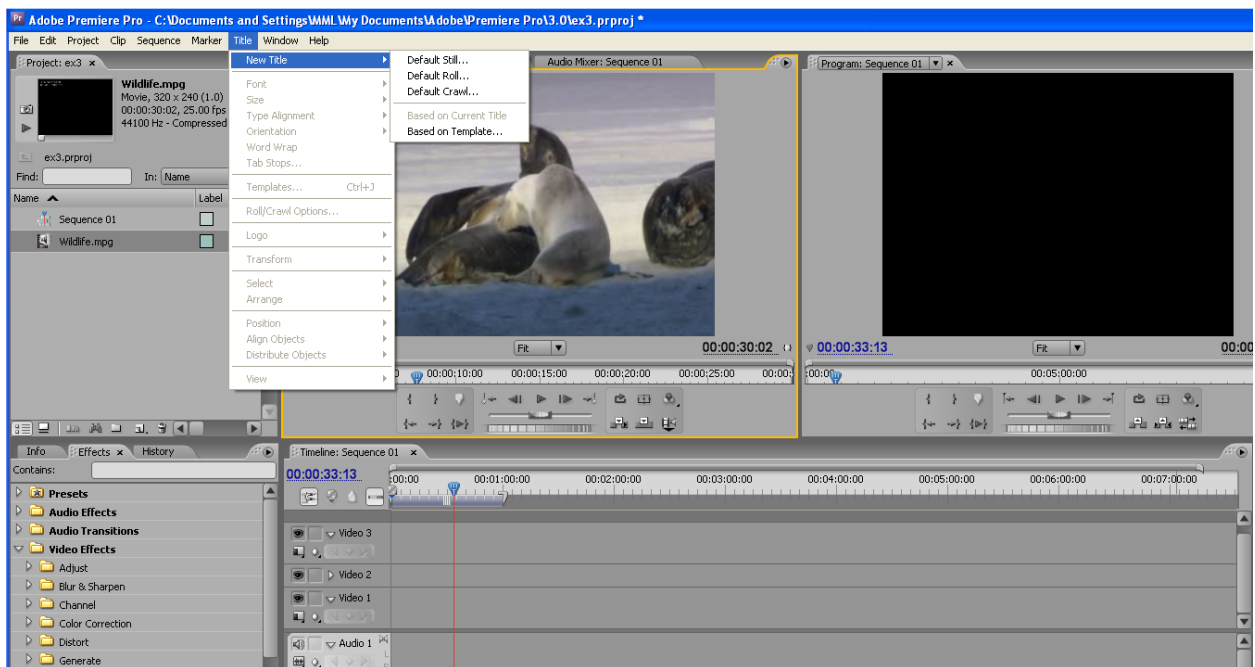 Adobe Premiere Pro - C:\Documents and Settings\MML\My Documents\Adobe\Premiere Pro\3.0\ex3.prproj *
File Edit Project Clip Sequence Marker Title Window Help
Project: ex3
Wildlife.mpg
Movie, 320 x 240 (1.0)
00:00:30:02, 25.00 fps
44100 Hz - Compressed
ex3.prproj
Find: In: Name
Name Label
Sequence 01
Wildlife.mpg
New Title
Font
Size
Type Alignment
Orientation
Word Wrap
Tab Stops...
Templates... Ctrl+J
Roll/Crawl Options...
Logo
Transform
Select
Arrange
Position
Align Objects
Distribute Objects
View
Default Still...
Default Roll...
Default Crawl...
Based on Current Title
Based on Template...
Audio Mixer: Sequence 01
Fit 00:00:30:02
00:00:10:00 00:00:15:00 00:00:20:00 00:00:25:00 00:00:
Program: Sequence 01
00:00:33:13 Fit 00:00
:00:00 00:05:00:00
Info Effects History
Contains:
Presets
Audio Effects
Audio Transitions
Video Effects
Adjust
Blur & Sharpen
Channel
Color Correction
Distort
Generate
Timeline: Sequence 01
00:00:33:13
:00:00 00:01:00:00 00:02:00:00 00:03:00:00 00:04:00:00 00:05:00:00 00:06:00:00 00:07:00:00
Video 3
Video 2
Video 1
Audio 1